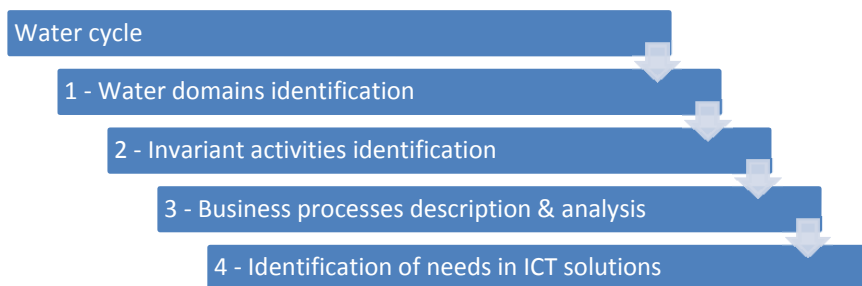 Water cycle
1 - Water domains identification
2 - Invariant activities identification
3 - Business processes description & analysis
4 - Identification of needs in ICT solutions